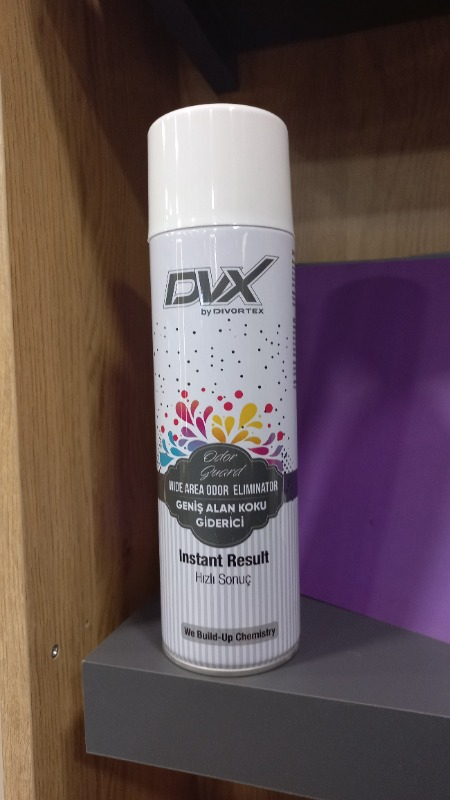 DVX
by DIVORTEX
Odor
Guard
WIDE AREA ODOR ELIMINATOR
GENİŞ ALAN KOKU
GİDERİCİ
Instant Result
Hızlı Sonuç
We Build-Up Chemistry